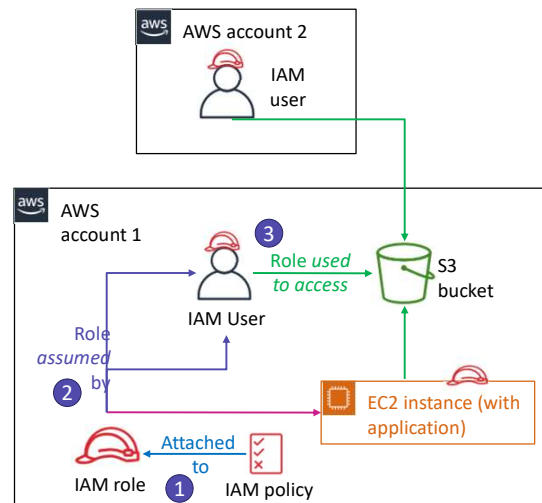 aws
AWS account 2
IAM
user
aws
AWS
account 1
3
Role used
to access
S3
bucket
IAM User
Role
assumed
by
2
EC2 instance (with
application)
Attached
to
1
IAM role
IAM policy